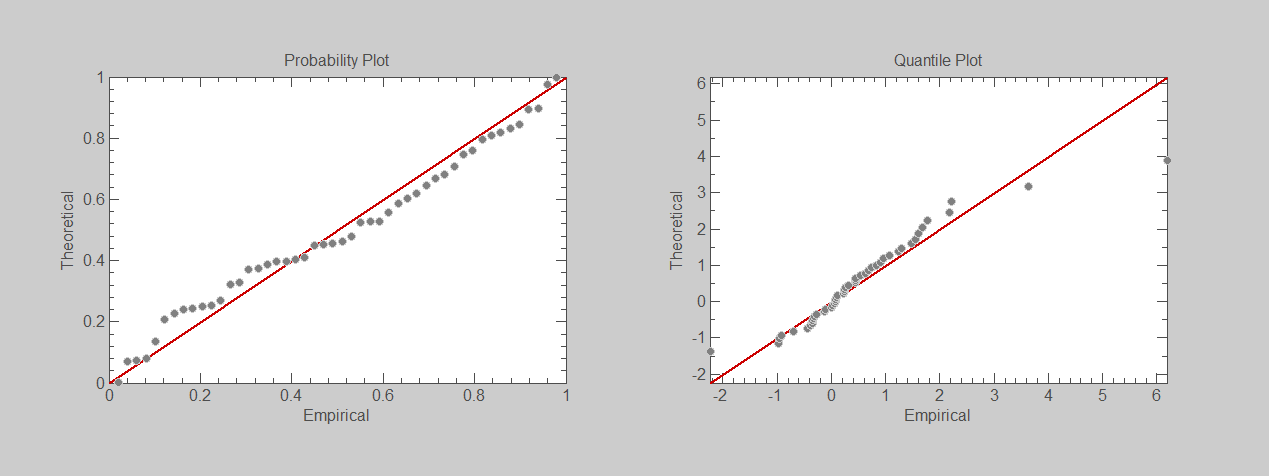 Probability Plot
Theoretical
1
0.8
0.6
0.4
0.2
0
0 0.2 0.4 0.6 0.8 1
Empirical
Quantile Plot
Theoretical
6
5
4
3
2
1
0
-1
-2
-2 -1 0 1 2 3 4 5 6
Empirical